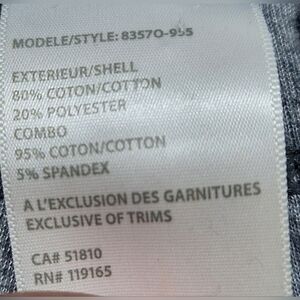 MODELE/STYLE: 8357O-955
EXTERIEUR/SHELL
80% COTON/COTTON
20% POLYESTER
COMBO
95% COTON/COTTON
5% SPANDEX
A L'EXCLUSION DES GARNITURES
EXCLUSIVE OF TRIMS
CA# 51810
RN# 119165